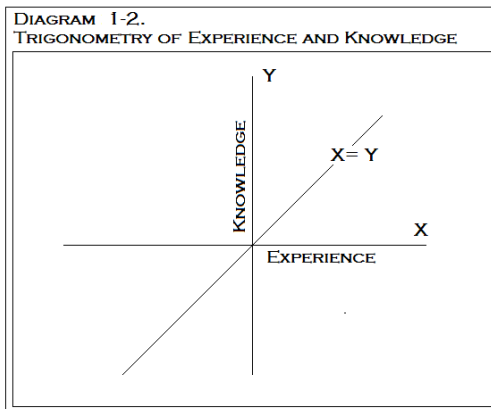 DIAGRAM 1-2.
TRIGONOMETRY OF EXPERIENCE AND KNOWLEDGE
Y
KNOWLEDGE
X= Y
X
EXPERIENCE